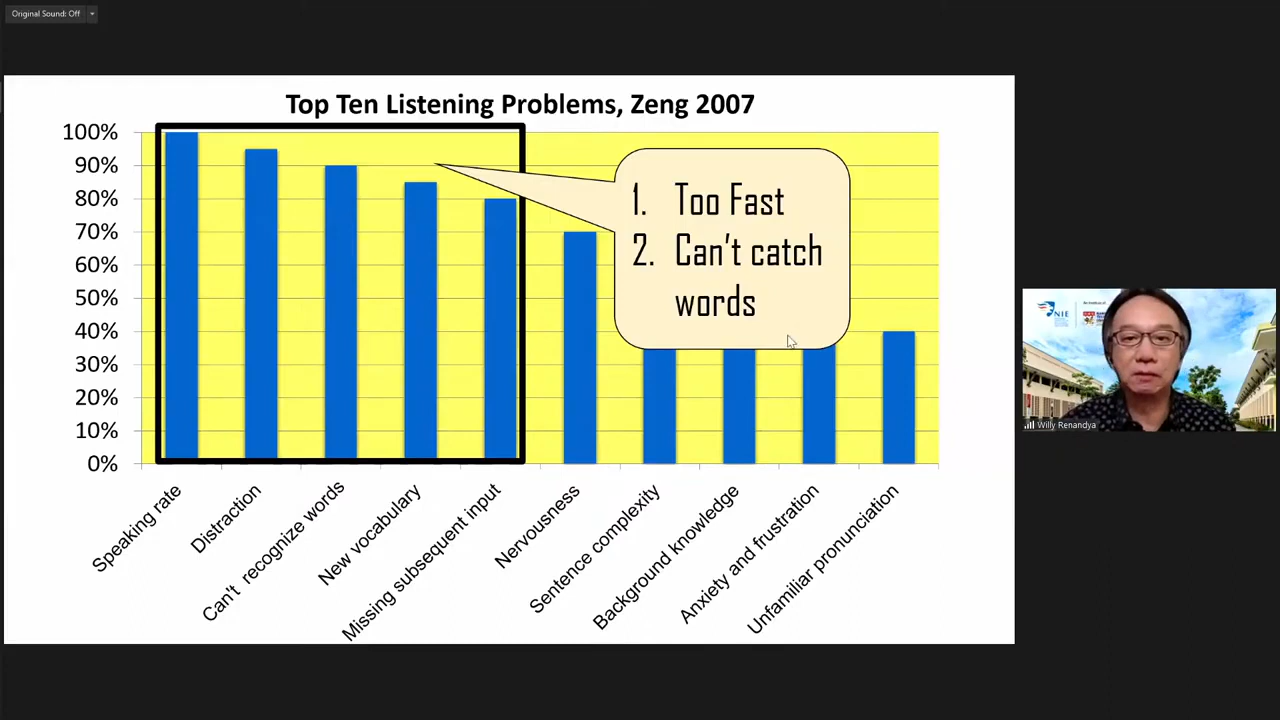 Original Sound: Off
Top Ten Listening Problems, Zeng 2007
100%
90%
80%
70%
60%
50%
40%
30%
20%
10%
0%
1. Too Fast
2. Can't catch
words
Speaking rate
Distraction
Can't recognize words
New vocabulary
Missing subsequent input
Nervousness
Sentence complexity
Background knowledge
Anxiety and frustration
Unfamiliar pronunciation
NIE
Willy Renandya